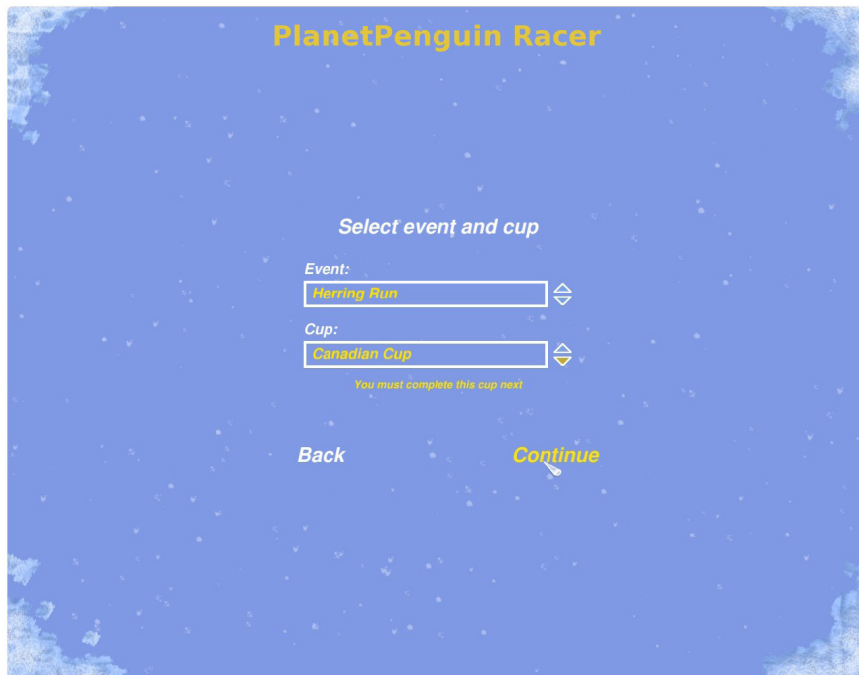 PlanetPenguin Racer
Select event and cup
Event:
Herring Run
Cup:
Canadian Cup
You must complete this cup next
Back Continue